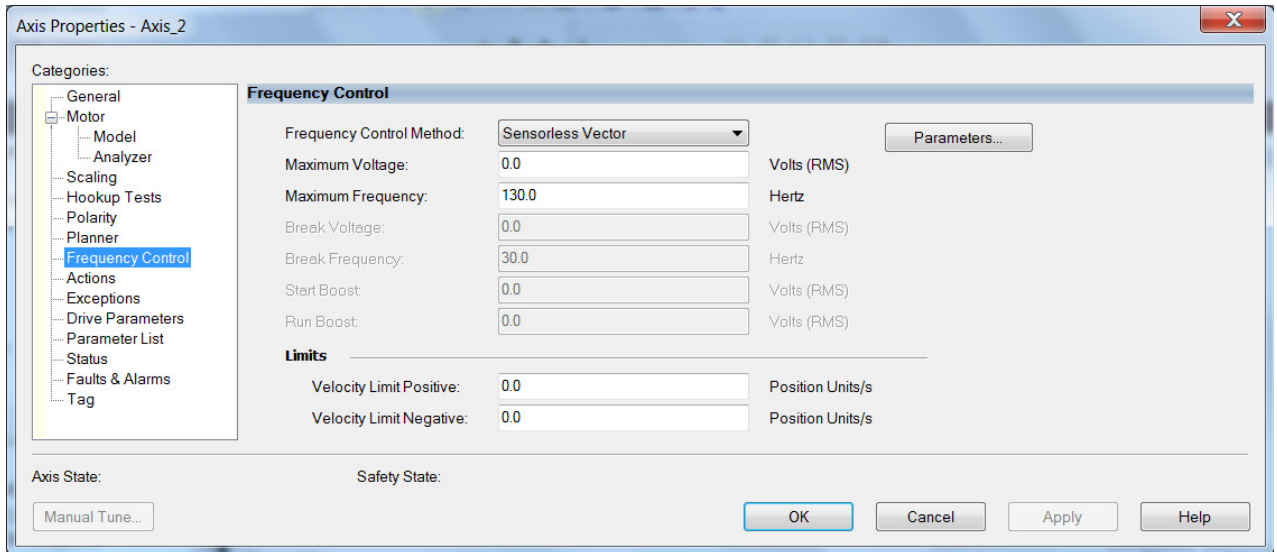 Axis Properties - Axis_2
X
Categories:
General
Motor
Model
Analyzer
Scaling
Hookup Tests
Polarity
Planner
Frequency Control
Actions
Exceptions
Drive Parameters
Parameter List
Status
Faults & Alarms
Tag
Frequency Control
Frequency Control Method: Sensorless Vector Parameters...
Maximum Voltage: 0.0 Volts (RMS)
Maximum Frequency: 130.0 Hertz
Break Voltage: 0.0 Volts (RMS)
Break Frequency: 30.0 Hertz
Start Boost: 0.0 Volts (RMS)
Run Boost: 0.0 Volts (RMS)
Limits
Velocity Limit Positive: 0.0 Position Units/s
Velocity Limit Negative: 0.0 Position Units/s
Axis State: Safety State:
Manual Tune... OK Cancel Apply Help